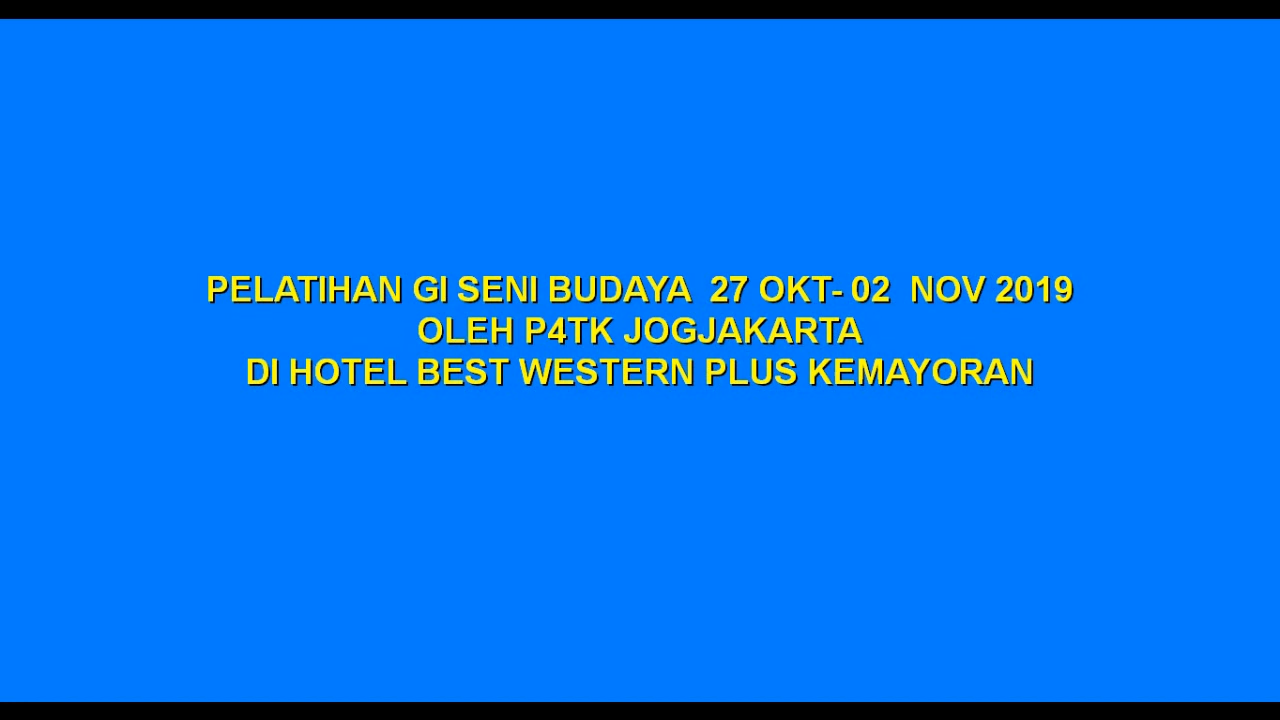 PELATIHAN GI SENI BUDAYA  27 OKT- 02  NOV 2019
OLEH P4TK JOGJAKARTA
DI HOTEL BEST WESTERN PLUS KEMAYORAN